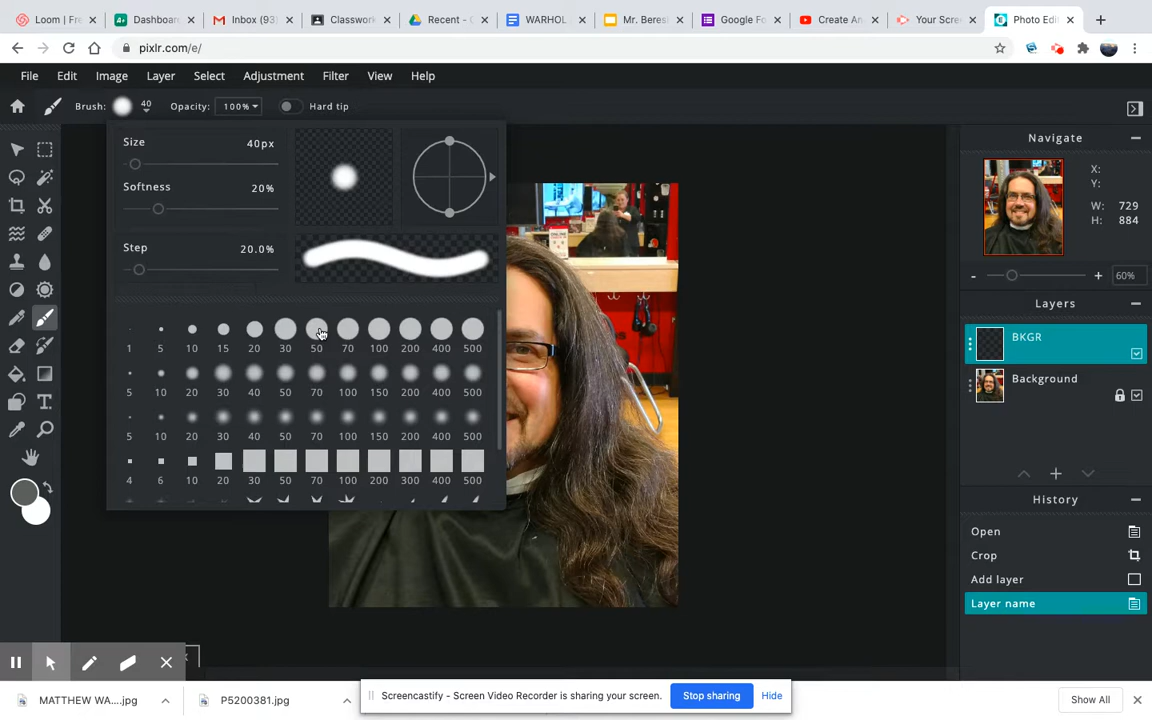 Loom | Fre
Dashboard
Inbox (93
Classwork
Recent - G
WARHOL
Mr. Beres
Google Fo
Create An
Your Scre
Photo Edi
pixlr.com/e/
File Edit Image Layer Select Adjustment Filter View Help
Brush: 40 Opacity: 100% Hard tip
Size 40px
Softness 20%
Step 20.0%
1 5 10 15 20 30 50 70 100 200 400 500
5 10 20 30 40 50 70 100 150 200 400 500
5 10 20 30 40 50 70 100 150 200 400 500
4 6 10 20 30 50 70 100 200 300 400 500
Navigate
X:
Y:
W: 729
H: 884
- + 60%
Layers
BKGR
Background
History
Open
Crop
Add layer
Layer name
MATTHEW WA....jpg
P5200381.jpg
Screencastify - Screen Video Recorder is sharing your screen.
Stop sharing
Hide
Show All